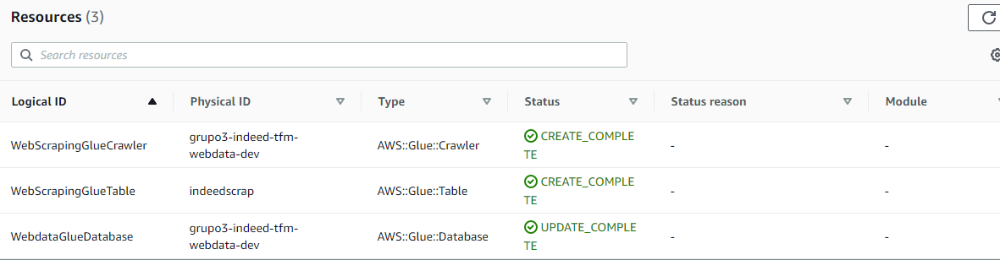 Resources (3)
Search resources
Logical ID Physical ID Type Status Status reason Module
WebScrapingGlueCrawler grupo3-indeed-tfm-webdata-dev AWS::Glue::Crawler CREATE_COMPLETE - -
WebScrapingGlueTable indeedscrap AWS::Glue::Table CREATE_COMPLETE - -
WebdataGlueDatabase grupo3-indeed-tfm-webdata-dev AWS::Glue::Database UPDATE_COMPLETE - -